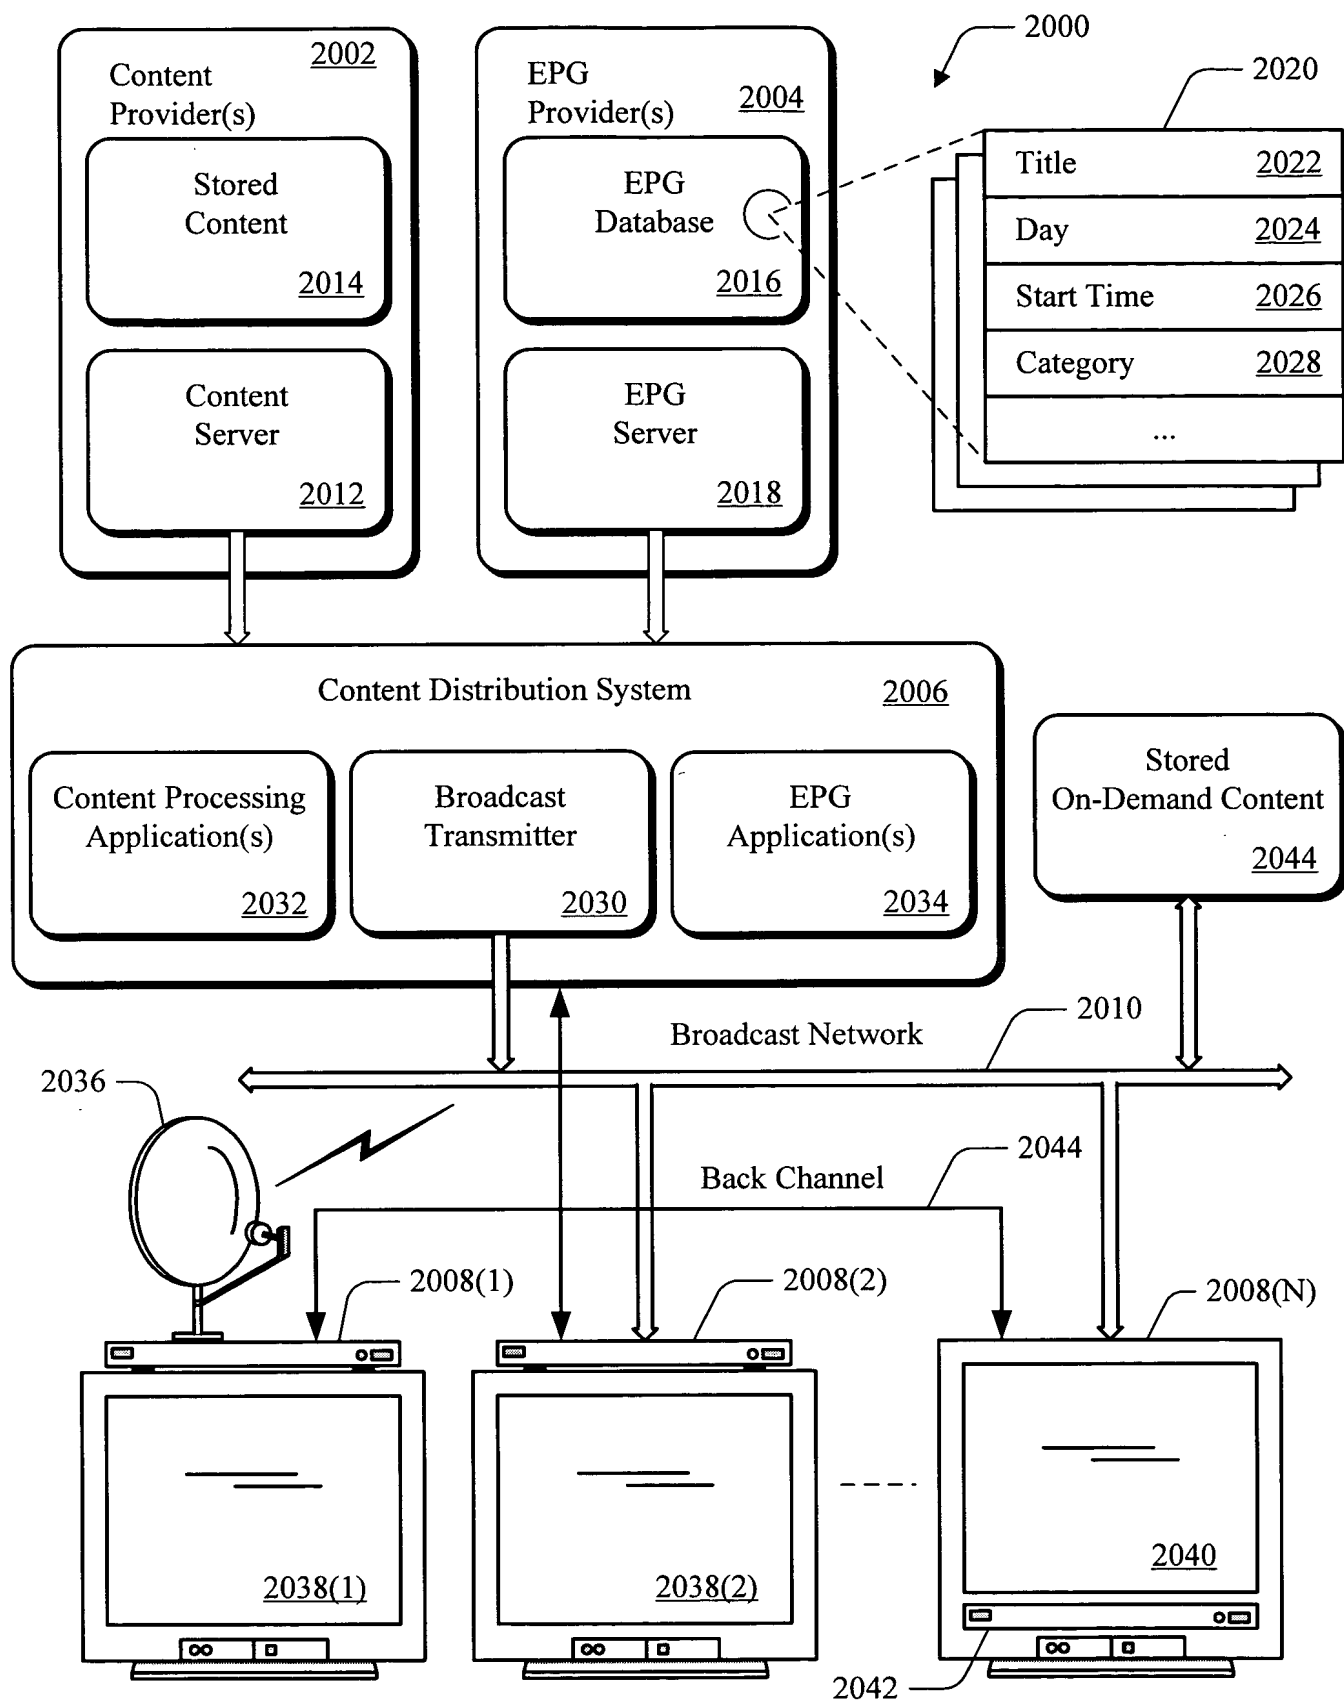 2000
2002
Content
Provider(s)
Stored
Content
2014
Content
Server
2012
EPG
Provider(s)
2004
EPG
Database
2016
EPG
Server
2018
2020
Title 2022
Day 2024
Start Time 2026
Category 2028
...
Content Distribution System 2006
Content Processing
Application(s)
2032
Broadcast
Transmitter
2030
EPG
Application(s)
2034
Stored
On-Demand Content
2044
Broadcast Network
2010
2036
Back Channel
2044
2008(1)
2008(2)
2008(N)
2038(1)
2038(2)
2040
2042